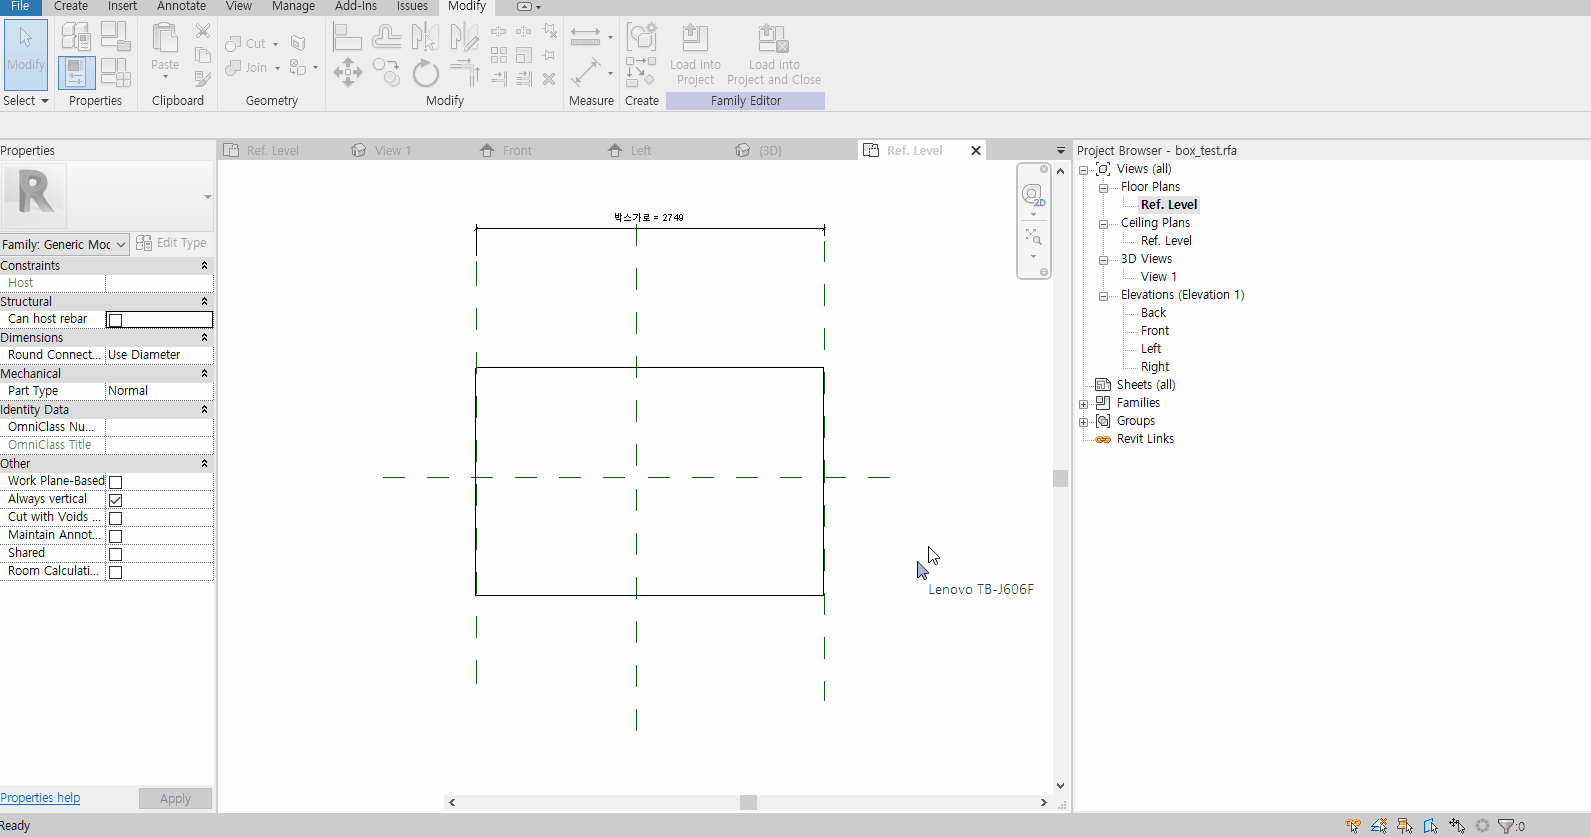 File Create Insert Annotate View Manage Add-Ins Issues Modify
Modify
Paste
Cut
Join
Load into Project
Load into Project and Close
Select Properties Clipboard Geometry Modify Measure Create Family Editor
Properties
Ref. Level View 1 Front Left {3D} Ref. Level
Project Browser - box_test.rfa
R
Family: Generic Moc Edit Type
Constraints
Host
Structural
Can host rebar
Dimensions
Round Connect... Use Diameter
Mechanical
Part Type Normal
Identity Data
OmniClass Nu...
OmniClass Title
Other
Work Plane-Based
Always vertical
Cut with Voids ...
Maintain Annot...
Shared
Room Calculati...
Properties help Apply
박스가로 = 2749
2D
Lenovo TB-J606F
Views (all)
Floor Plans
Ref. Level
Ceiling Plans
Ref. Level
3D Views
View 1
Elevations (Elevation 1)
Back
Front
Left
Right
Sheets (all)
Families
Groups
Revit Links
Ready
:0